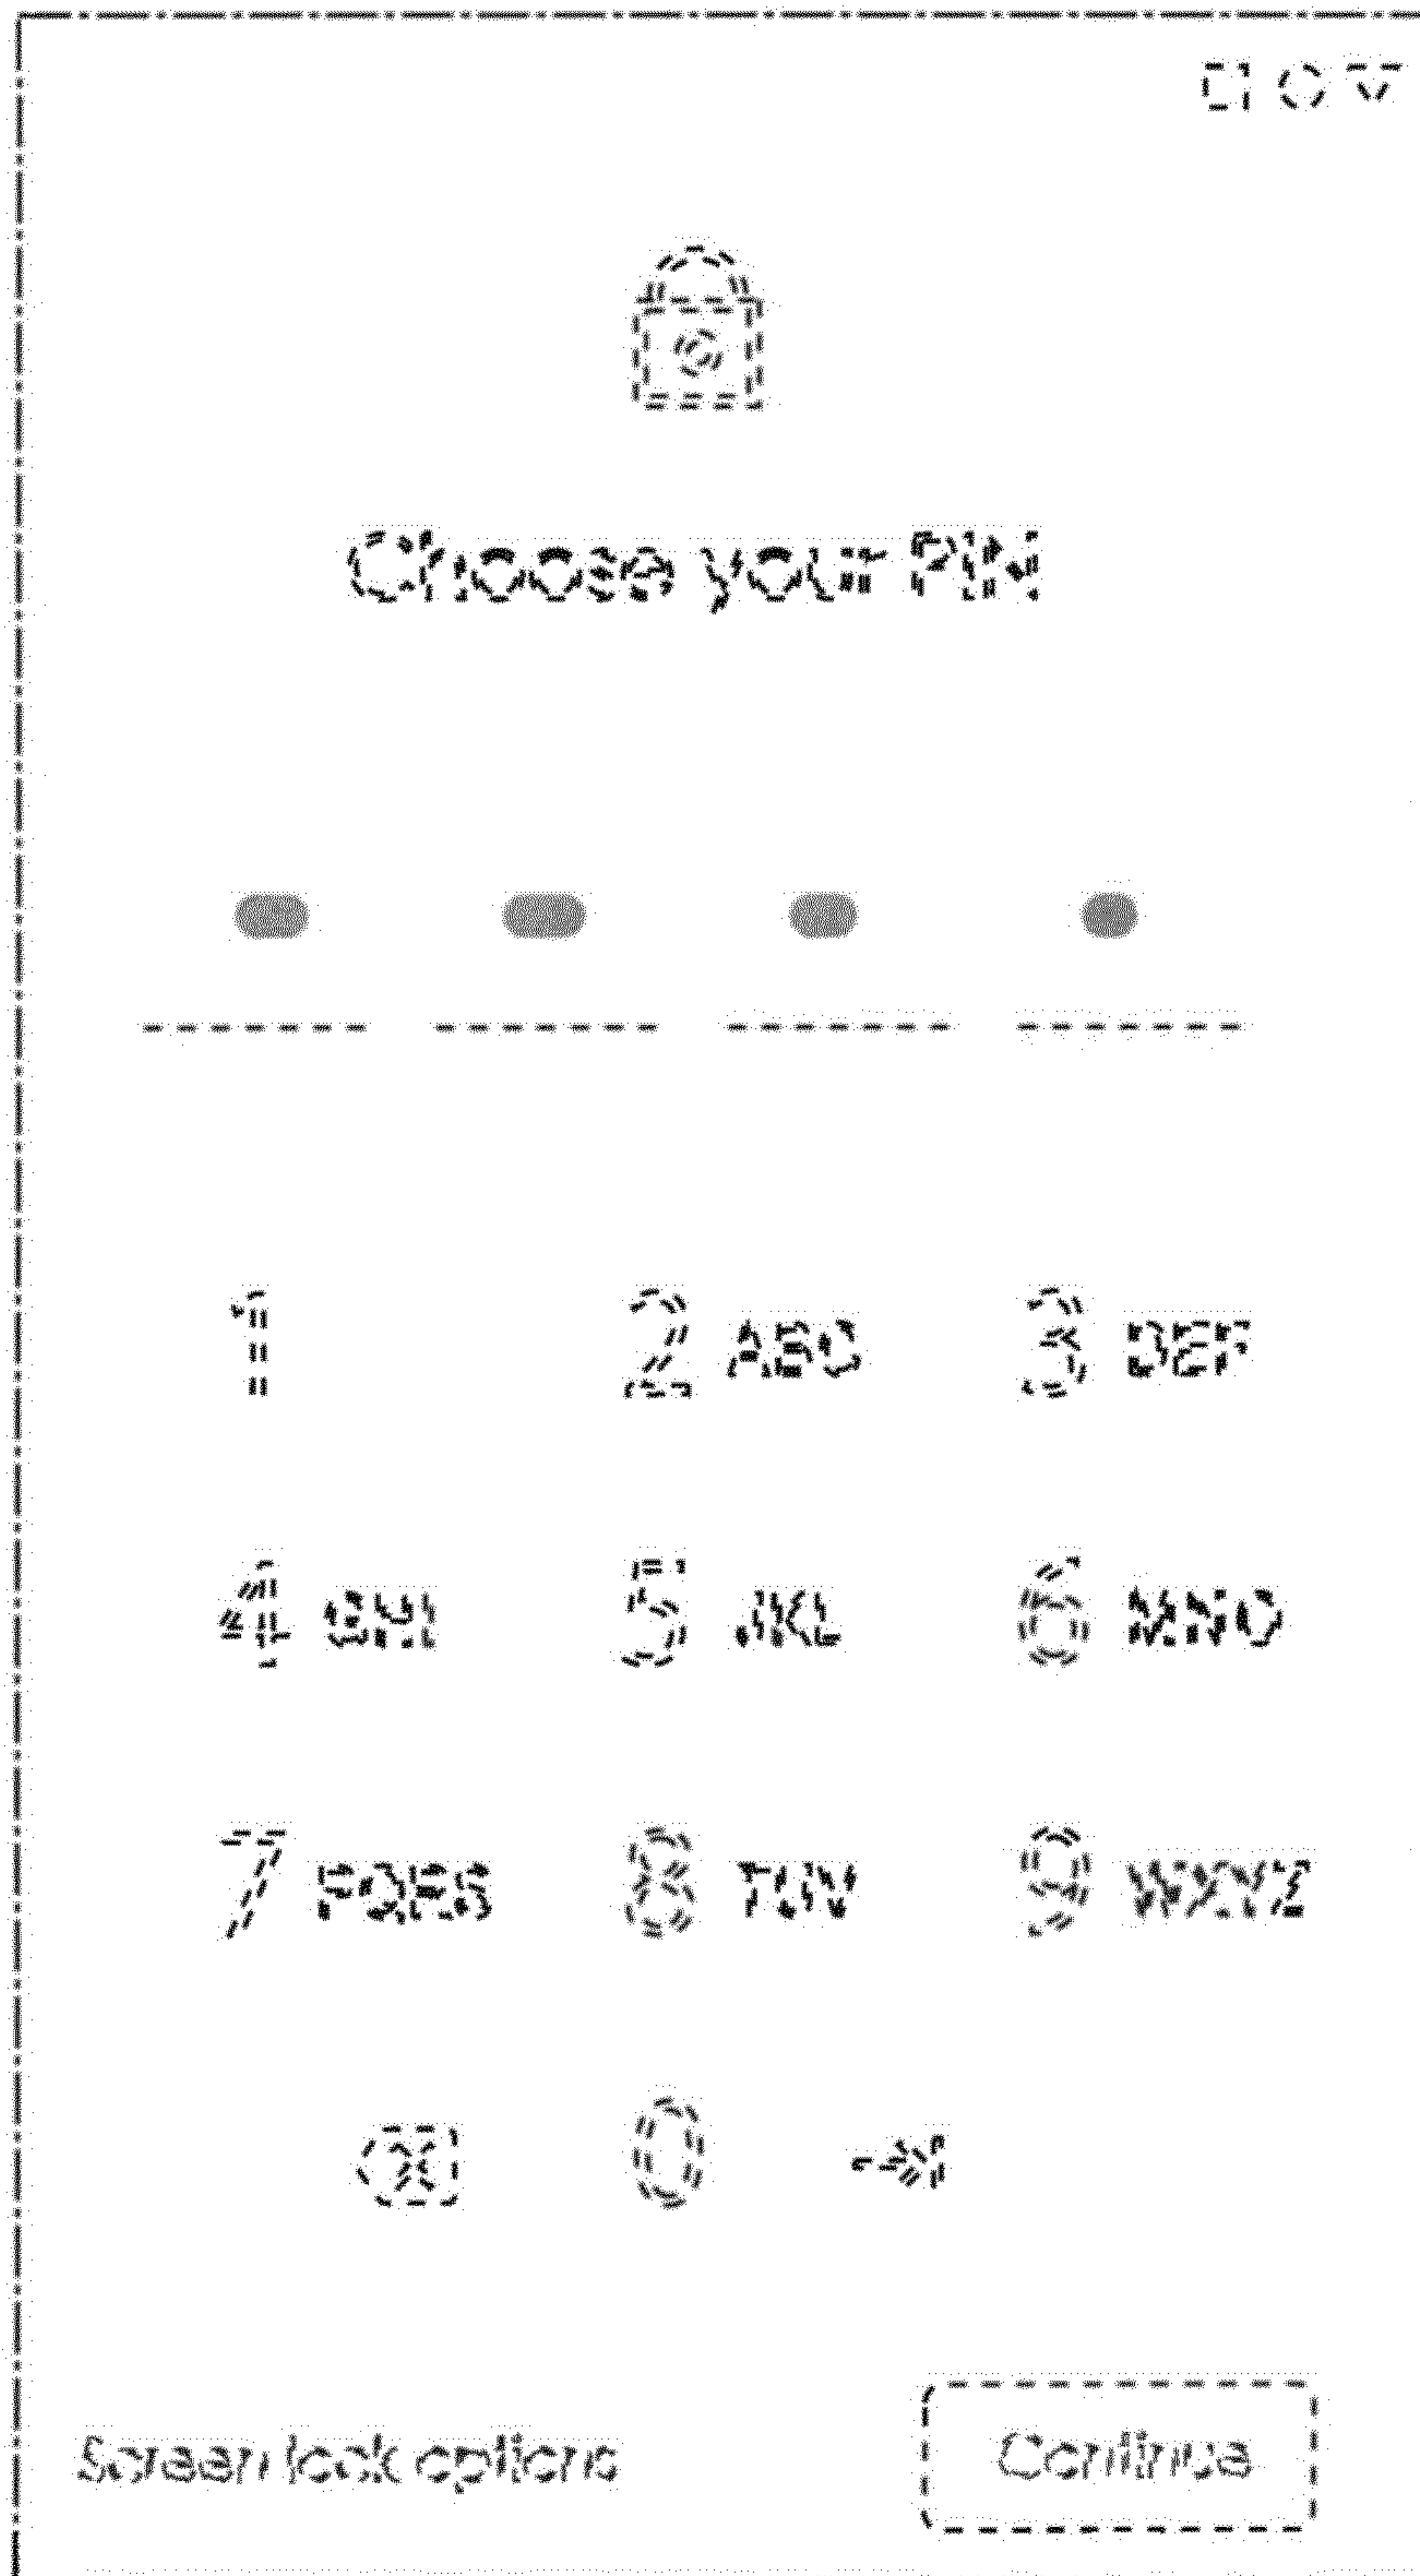 Choose your PIN
1 2 ABC 3 DEF
4 GHI 5 JKL 6 MNO
7 PQRS 8 TUV 9 WXYZ
0
Screen lock options Continue